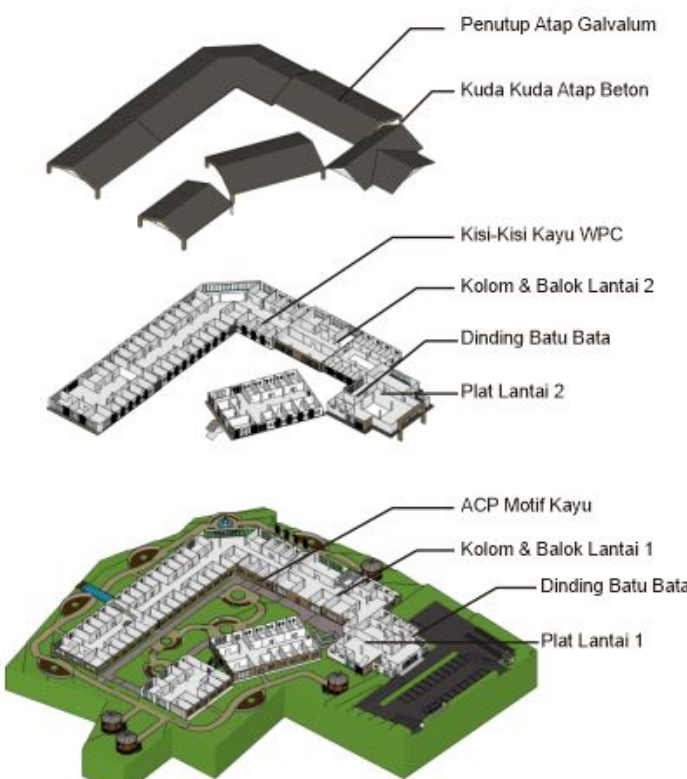 Penutup Atap Galvalum
Kuda Kuda Atap Beton
Kisi-Kisi Kayu WPC
Kolom & Balok Lantai 2
Dinding Batu Bata
Plat Lantai 2
ACP Motif Kayu
Kolom & Balok Lantai 1
Dinding Batu Bata
Plat Lantai 1